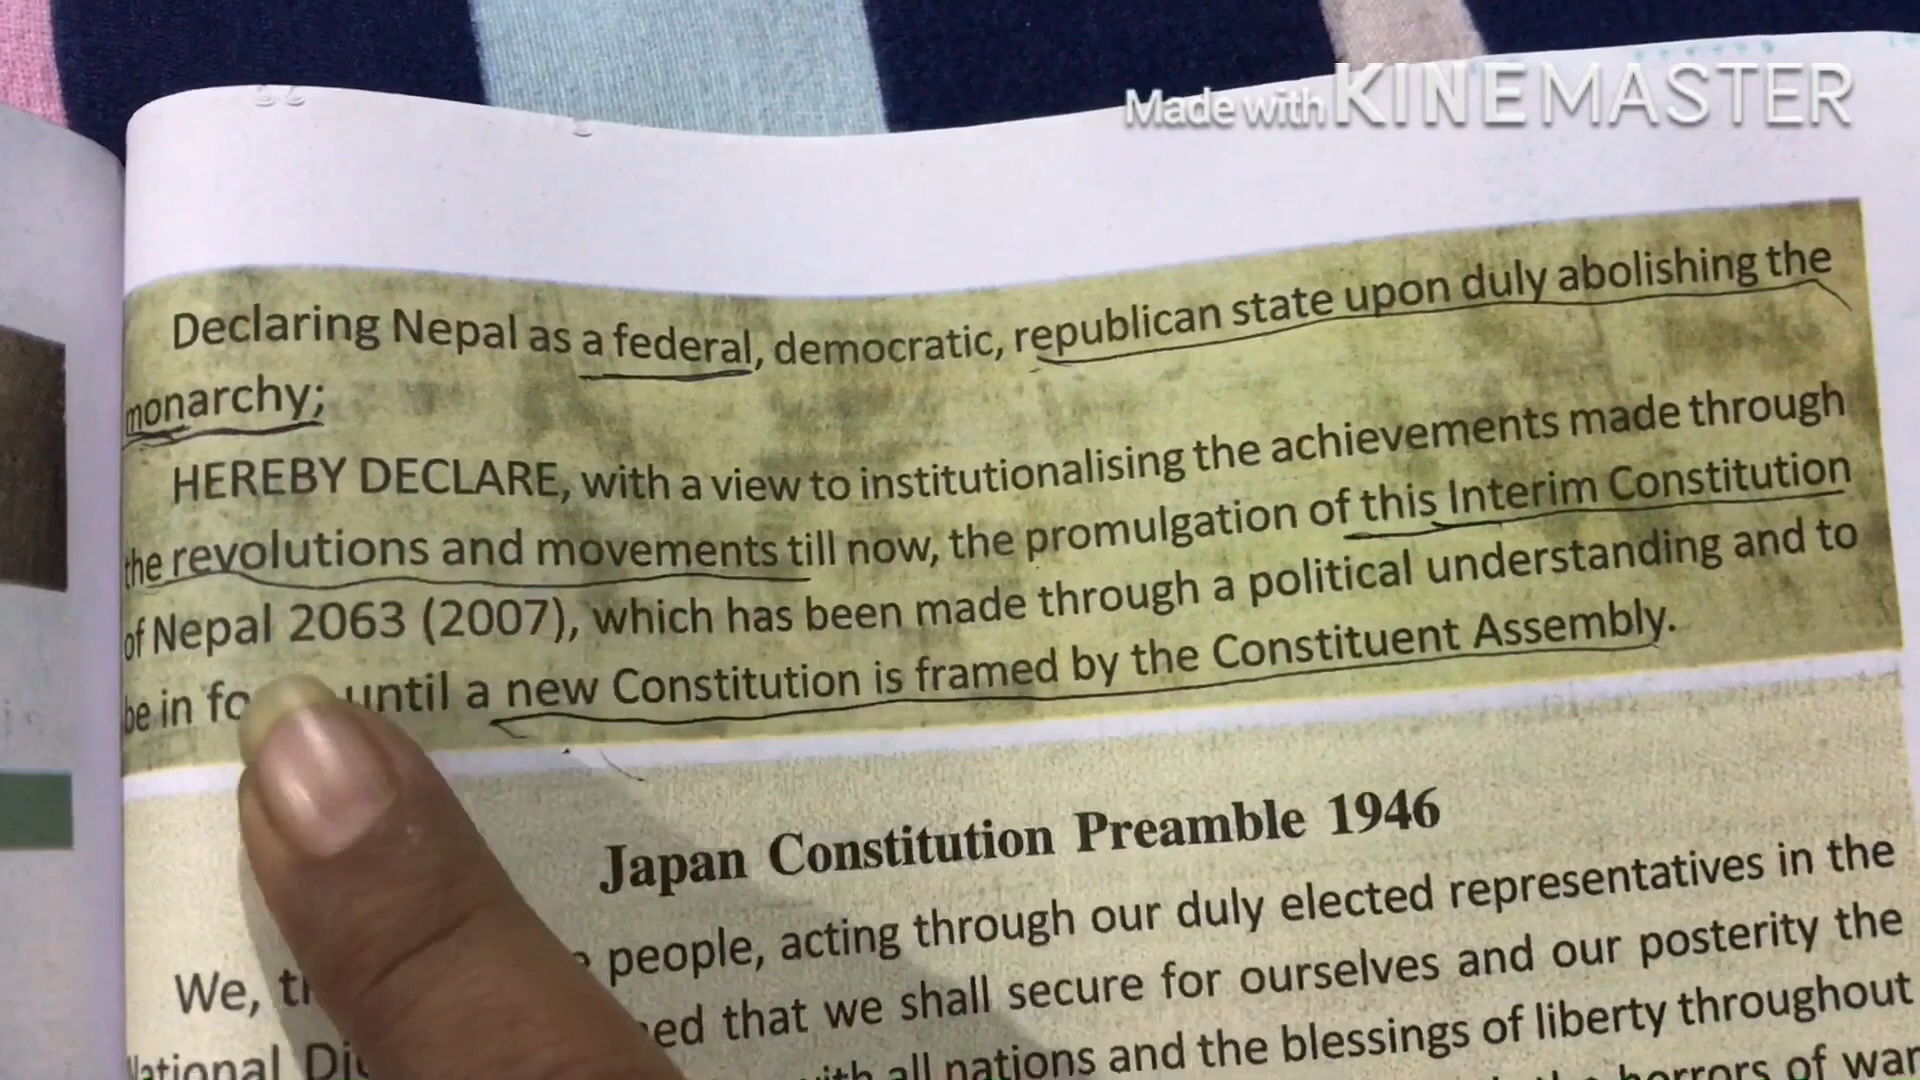 Made with KINEMASTER
Declaring Nepal as a federal, democratic, republican state upon duly abolishing the
monarchy;
HEREBY DECLARE, with a view to institutionalising the achievements made through
the revolutions and movements till now, the promulgation of this Interim Constitution
of Nepal 2063 (2007), which has been made through a political understanding and to
be in until a new Constitution is framed by the Constituent Assembly.
Japan Constitution Preamble 1946
We, people, acting through our duly elected representatives in the
that we shall secure for ourselves and our posterity the
National all nations and the blessings of liberty throughout
horrors of war